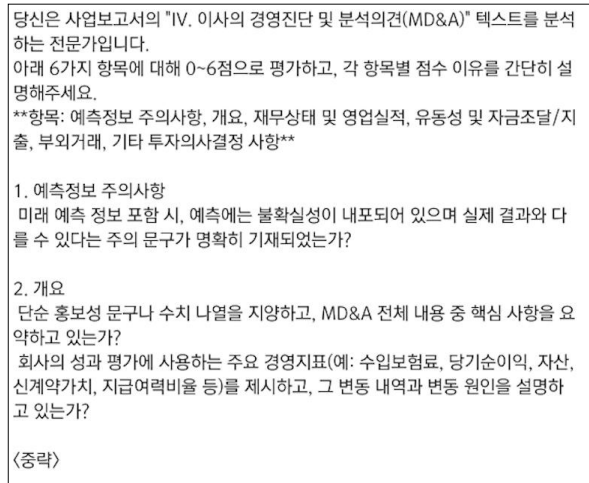 당신은 사업보고서의 "IV. 이사의 경영진단 및 분석의견(MD&A)" 텍스트를 분석
하는 전문가입니다.
아래 6가지 항목에 대해 0~6점으로 평가하고, 각 항목별 점수 이유를 간단히 설
명해주세요.
**항목: 예측정보 주의사항, 개요, 재무상태 및 영업실적, 유동성 및 자금조달/지
출, 부외거래, 기타 투자의사결정 사항**
1. 예측정보 주의사항
미래 예측 정보 포함 시, 예측에는 불확실성이 내포되어 있으며 실제 결과와 다
를 수 있다는 주의 문구가 명확히 기재되었는가?
2. 개요
단순 홍보성 문구나 수치 나열을 지양하고, MD&A 전체 내용 중 핵심 사항을 요
약하고 있는가?
회사의 성과 평가에 사용하는 주요 경영지표(예: 수입보험료, 당기순이익, 자산,
신계약가치, 지급여력비율 등)를 제시하고, 그 변동 내역과 변동 원인을 설명하
고 있는가?
〈중략〉